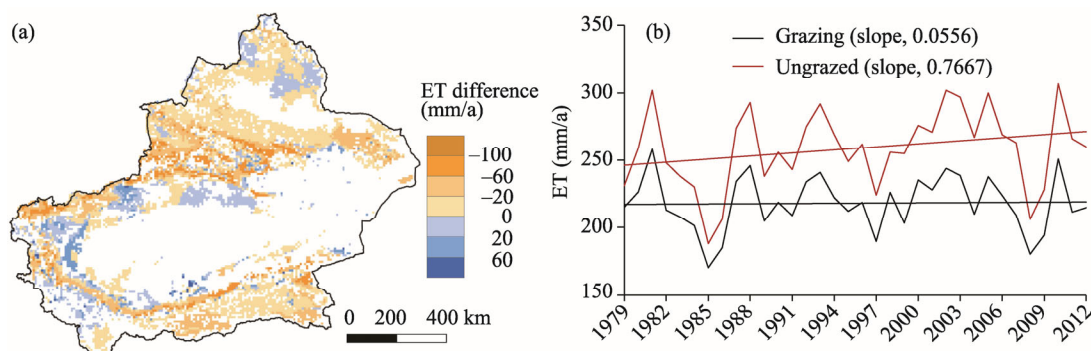 (a)
ET difference
(mm/a)
–100
–60
–20
0
20
60
0 200 400 km
(b)
Grazing (slope, 0.0556)
Ungrazed (slope, 0.7667)
ET (mm/a)
350
300
250
200
150
1979
1982
1985
1988
1991
1994
1997
2000
2003
2006
2009
2012